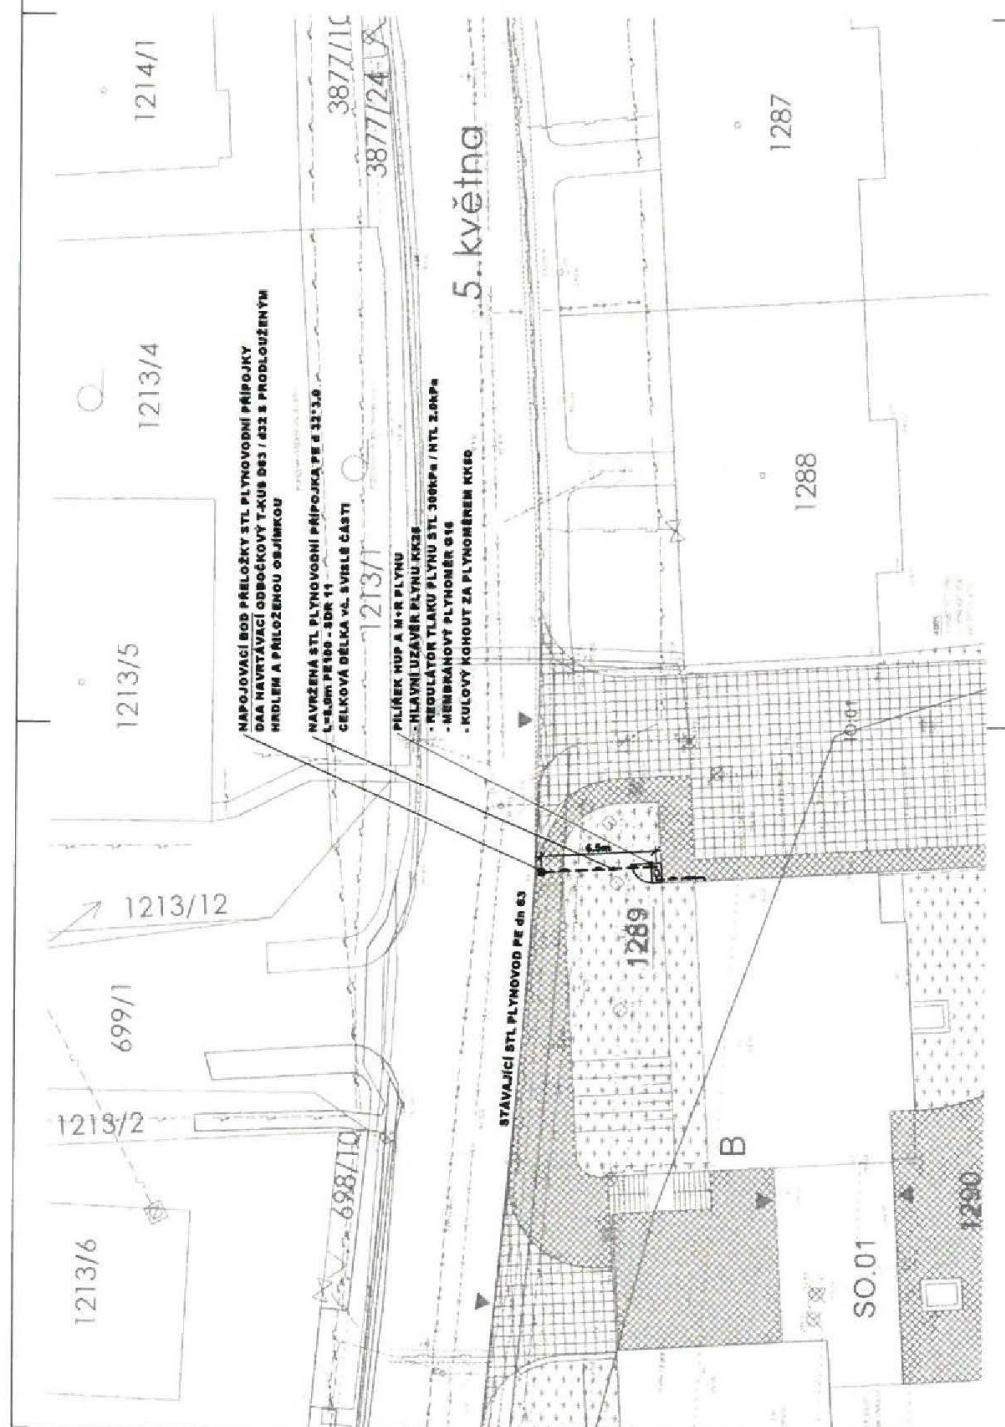 1214/1
3877/10
3877/24
5. května
1287
1213/4
NAPOJOVACÍ BOD PŘELOŽKY STL PLYNOVODNÍ PŘÍPOJKY
DAA NAVRTÁVACÍ ODBOČKOVÝ T-KUS D63 / d32 S PRODLOUŽENÝM
HRDLEM A PŘILOŽENOU OBJÍMKOU
NAVRŽENÁ STL PLYNOVODNÍ PŘÍPOJKA PE d 32*3.0
PE100 - SDR 11
CELKOVÁ DÉLKA vč. SVISLÉ ČÁSTI
1213/1
PILÍŘEK HUP A M+R PLYNU
- HLAVNÍ UZÁVĚR PLYNU KK25
- REGULÁTOR TLAKU PLYNU STL 300kPa / NTL 2.0kPa
- MEMBRÁNOVÝ PLYNOMĚR G16
- KULOVÝ KOHOUT ZA PLYNOMĚREM KK50
1288
1213/5
IO.01
1213/12
1289
699/1
STÁVAJÍCÍ STL PLYNOVOD PE dn 63
1213/2
698/10
B
1213/6
SO.01
1290